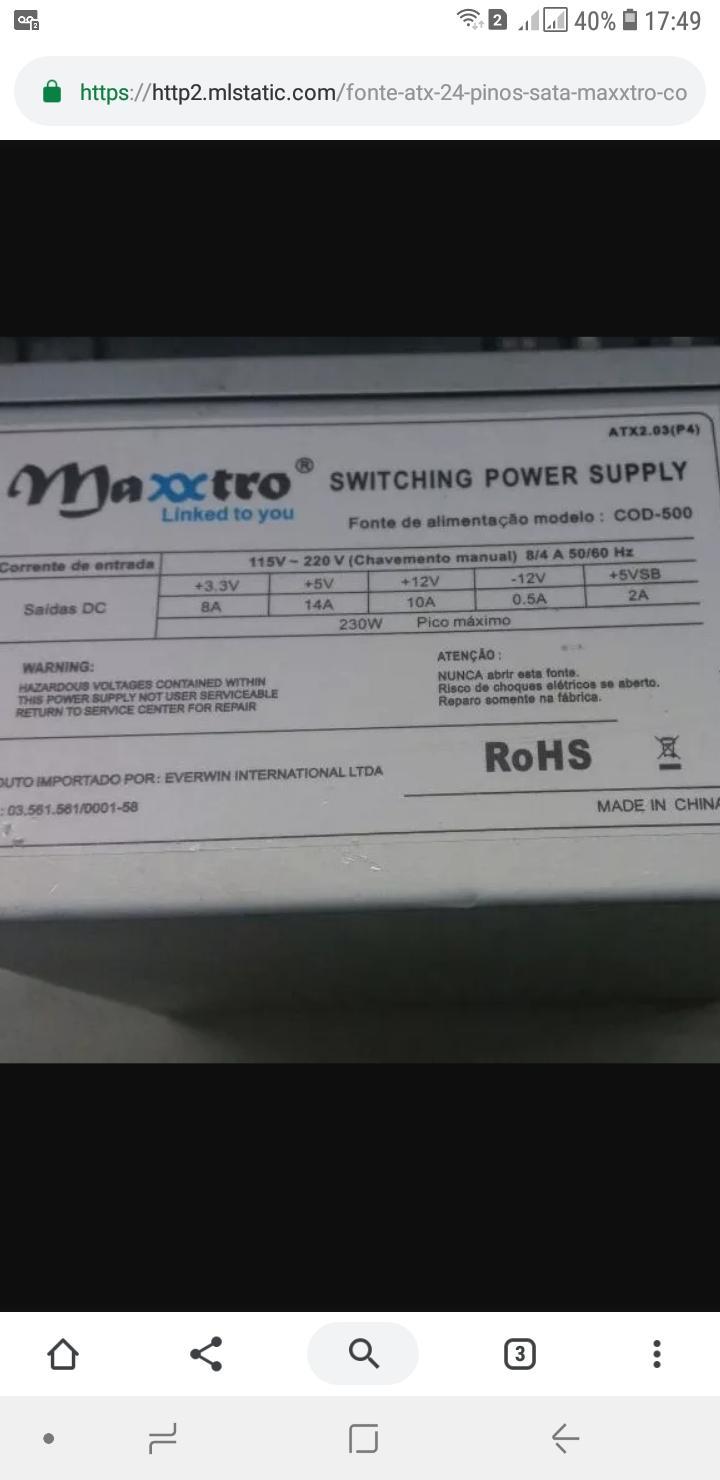 2 40% 17:49
https://http2.mlstatic.com/fonte-atx-24-pinos-sata-maxxtro-co
ATX2.03(P4)
Maxxtro® SWITCHING POWER SUPPLY
Linked to you
Fonte de alimentação modelo : COD-500
Corrente de entrada 115V ~ 220 V (Chavemento manual) 8/4 A 50/60 Hz
Saídas DC
+3.3V +5V +12V -12V +5VSB
8A 14A 10A 0.5A 2A
230W Pico máximo
WARNING:
HAZARDOUS VOLTAGES CONTAINED WITHIN
THIS POWER SUPPLY NOT USER SERVICEABLE
RETURN TO SERVICE CENTER FOR REPAIR
ATENÇÃO :
NUNCA abrir esta fonte.
Risco de choques elétricos se aberto.
Reparo somente na fábrica.
RoHS
DUTO IMPORTADO POR: EVERWIN INTERNATIONAL LTDA
: 03.561.561/0001-58
MADE IN CHINA
3